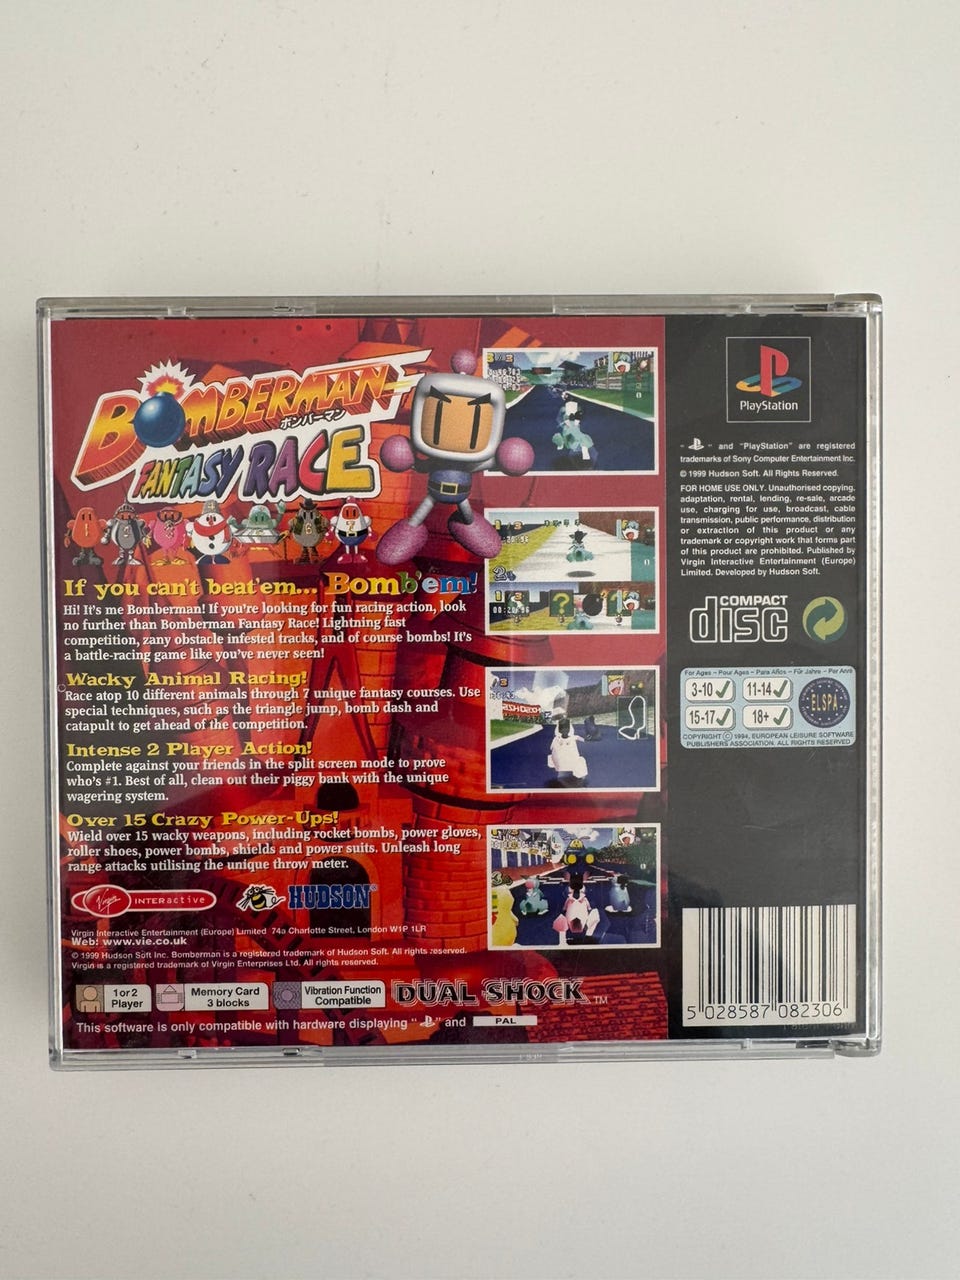 BOMBERMAN
ボンバーマン
FANTASY RACE
If you can't beat'em... Bomb'em!
Hi! It's me Bomberman! If you're looking for fun racing action, look
no further than Bomberman Fantasy Race! Lightning fast
competition, zany obstacle infested tracks, and of course bombs! It's
a battle-racing game like you've never seen!
Wacky Animal Racing!
Race atop 10 different animals through 7 unique fantasy courses. Use
special techniques, such as the triangle jump, bomb dash and
catapult to get ahead of the competition.
Intense 2 Player Action!
Complete against your friends in the split screen mode to prove
who's #1. Best of all, clean out their piggy bank with the unique
wagering system.
Over 15 Crazy Power-Ups!
Wield over 15 wacky weapons, including rocket bombs, power gloves,
roller shoes, power bombs, shields and power suits. Unleash long
range attacks utilising the unique throw meter.
Virgin INTERactive
HUDSON®
Virgin Interactive Entertainment (Europe) Limited 74a Charlotte Street, London W1P 1LR
Web: www.vie.co.uk
© 1999 Hudson Soft Inc. Bomberman is a registered trademark of Hudson Soft. All rights reserved.
Virgin is a registered trademark of Virgin Enterprises Ltd. All rights reserved.
1 or 2
Player
Memory Card
3 blocks
Vibration Function
Compatible
DUAL SHOCK™
This software is only compatible with hardware displaying " " and PAL
PlayStation
" " and "PlayStation" are registered
trademarks of Sony Computer Entertainment Inc.
© 1999 Hudson Soft. All Rights Reserved.
FOR HOME USE ONLY. Unauthorised copying,
adaptation, rental, lending, re-sale, arcade
use, charging for use, broadcast, cable
transmission, public performance, distribution
or extraction of this product or any
trademark or copyright work that forms part
of this product are prohibited. Published by
Virgin Interactive Entertainment (Europe)
Limited. Developed by Hudson Soft.
COMPACT
disc
For Ages – Pour Ages – Para Años – Für Jahre – Per Anni
3-10 11-14
15-17 18+
ELSPA
COPYRIGHT © 1994, EUROPEAN LEISURE SOFTWARE
PUBLISHERS ASSOCIATION. ALL RIGHTS RESERVED
5 028587 082306